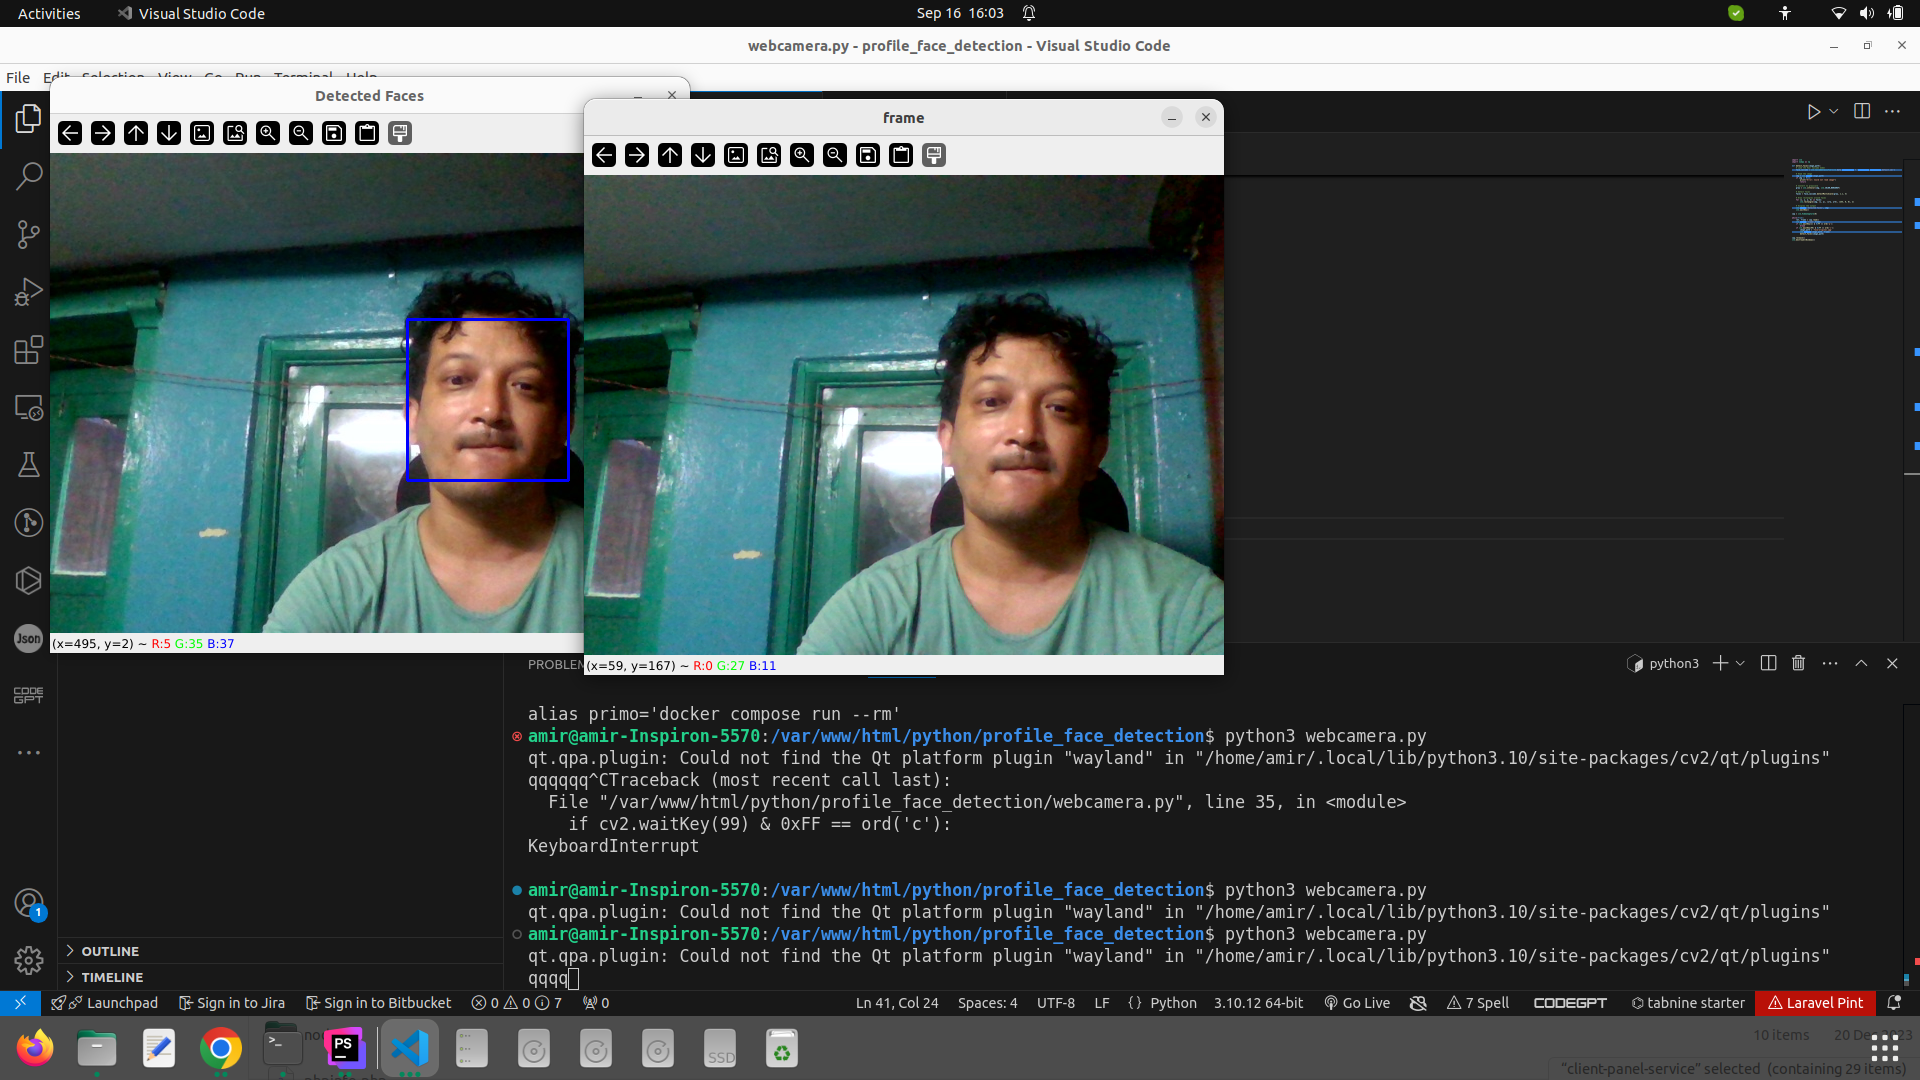 Activities Visual Studio Code Sep 16 16:03
webcamera.py - profile_face_detection - Visual Studio Code
File Edit Selection View Go Run Terminal Help
Detected Faces
frame
(x=495, y=2) ~ R:5 G:35 B:37
(x=59, y=167) ~ R:0 G:27 B:11
Json
CODE
GPT
1
OUTLINE
TIMELINE
python3
alias primo='docker compose run --rm'
amir@amir-Inspiron-5570:/var/www/html/python/profile_face_detection$ python3 webcamera.py
qt.qpa.plugin: Could not find the Qt platform plugin "wayland" in "/home/amir/.local/lib/python3.10/site-packages/cv2/qt/plugins"
qqqqqq^CTraceback (most recent call last):
File "/var/www/html/python/profile_face_detection/webcamera.py", line 35, in <module>
if cv2.waitKey(99) & 0xFF == ord('c'):
KeyboardInterrupt
amir@amir-Inspiron-5570:/var/www/html/python/profile_face_detection$ python3 webcamera.py
qt.qpa.plugin: Could not find the Qt platform plugin "wayland" in "/home/amir/.local/lib/python3.10/site-packages/cv2/qt/plugins"
amir@amir-Inspiron-5570:/var/www/html/python/profile_face_detection$ python3 webcamera.py
qt.qpa.plugin: Could not find the Qt platform plugin "wayland" in "/home/amir/.local/lib/python3.10/site-packages/cv2/qt/plugins"
qqqq
Launchpad Sign in to Jira Sign in to Bitbucket 0 0 7 0 Ln 41, Col 24 Spaces: 4 UTF-8 LF {} Python 3.10.12 64-bit Go Live 7 Spell CODEGPT tabnine starter Laravel Pint
PS
SSD
10 items
"client-panel-service" selected (containing 29 items)